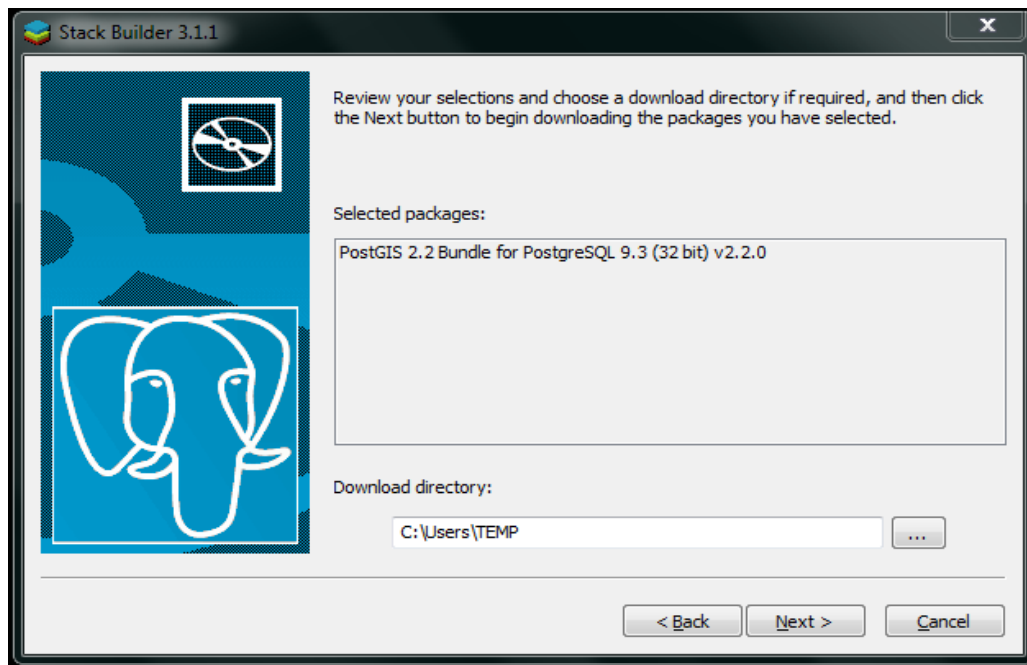 Stack Builder 3.1.1
x
Review your selections and choose a download directory if required, and then click
the Next button to begin downloading the packages you have selected.
Selected packages:
PostGIS 2.2 Bundle for PostgreSQL 9.3 (32 bit) v2.2.0
Download directory:
C:\Users\TEMP
...
< Back Next > Cancel